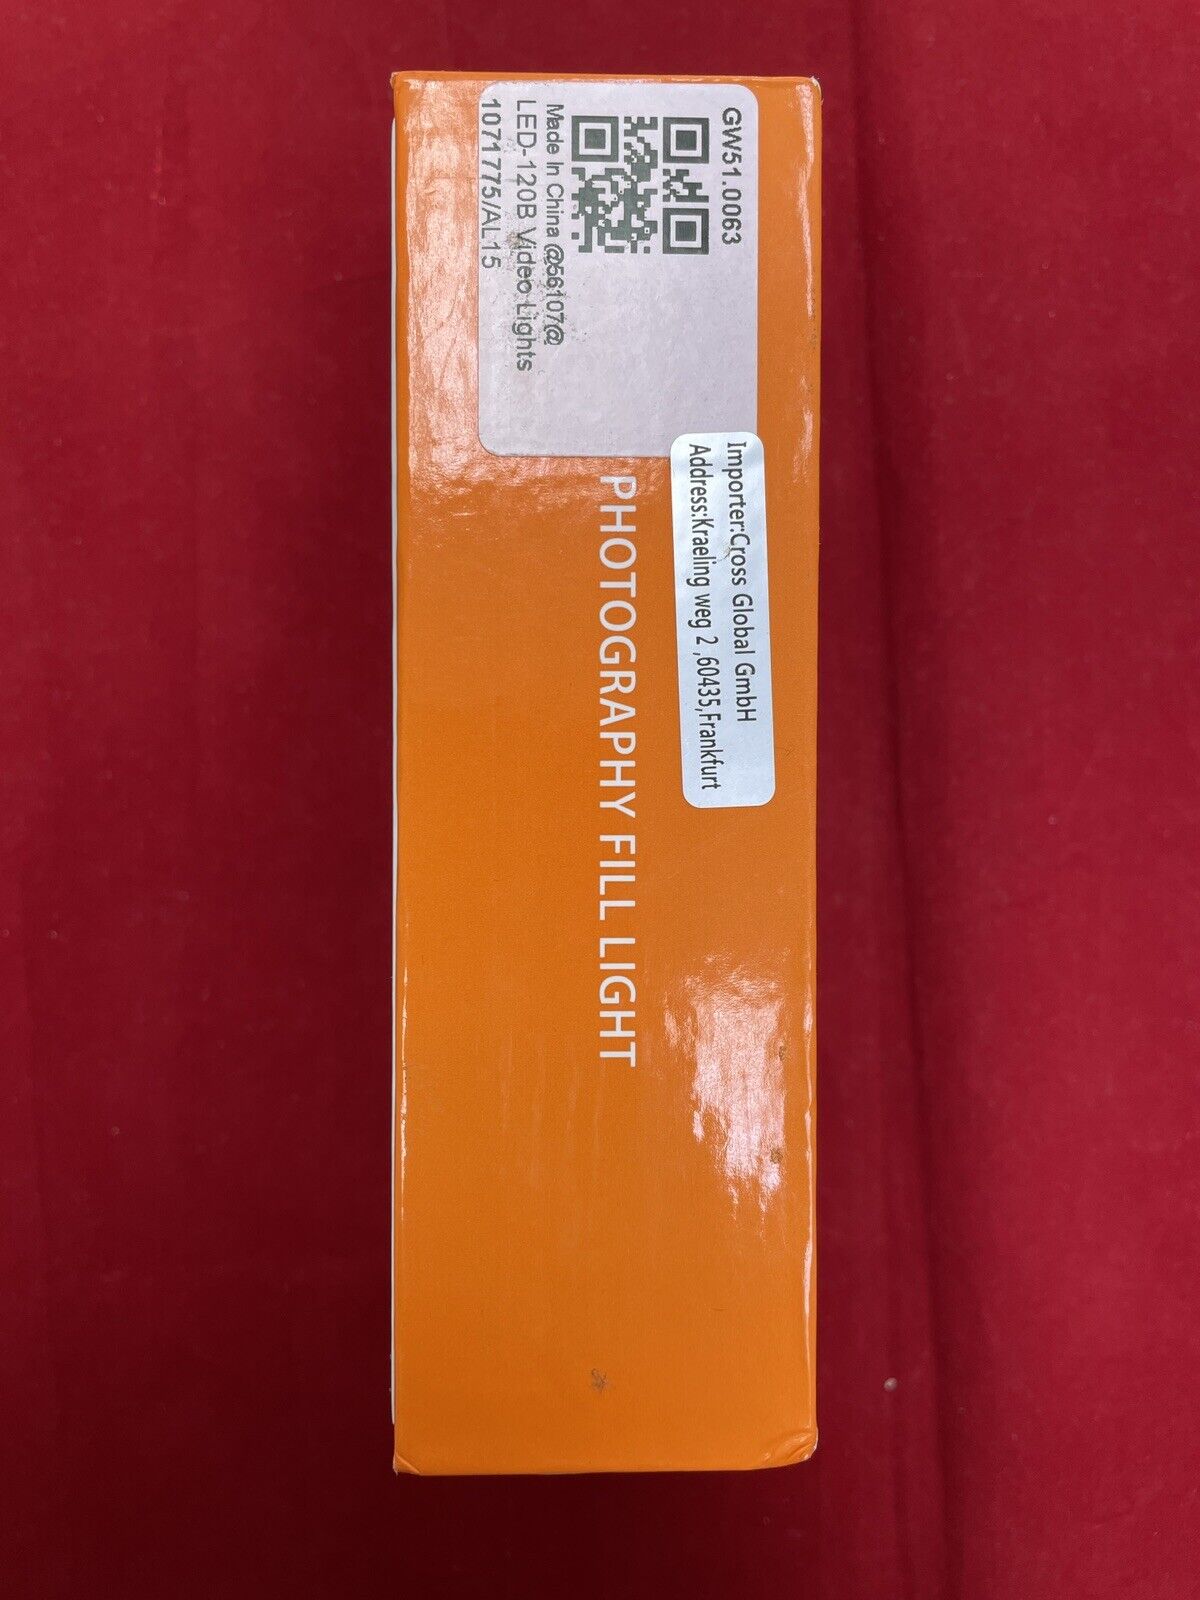 GW51.0063
Made In China @56107@
LED-120B Video Lights
1071775/AL15
Importer:Cross Global GmbH
Address:Kraeling weg 2 ,60435,Frankfurt
PHOTOGRAPHY FILL LIGHT